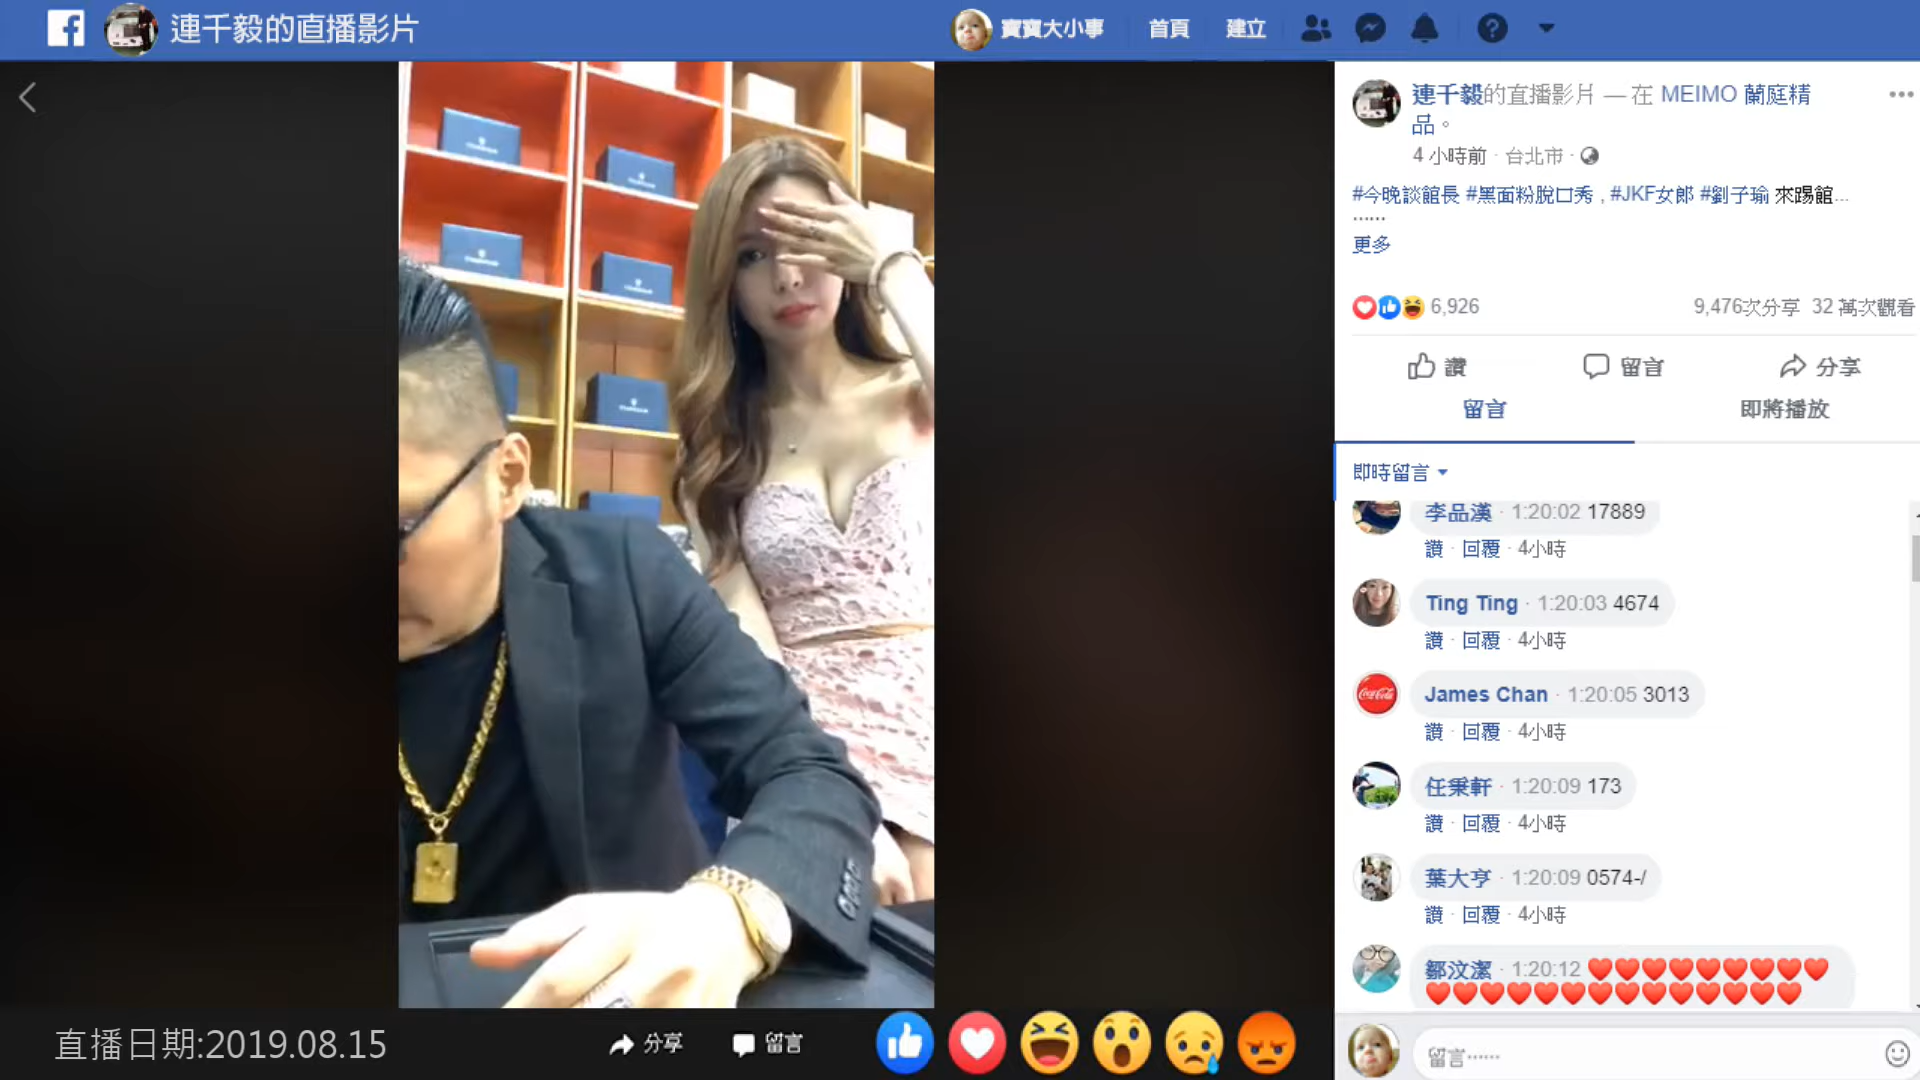 連千毅的直播影片
寶寶大小事 首頁 建立
連千毅的直播影片 — 在 MEIMO 蘭庭精
品。
4 小時前 · 台北市 ·
#今晚談館長 #黑面粉脫口秀 , #JKF女郎 #劉子瑜 來踢館...
......
更多
6,926 9,476次分享 32 萬次觀看
讚 留言 分享
留言 即將播放
即時留言
李品漢 · 1:20:02 17889
讚 · 回覆 · 4小時
Ting Ting · 1:20:03 4674
讚 · 回覆 · 4小時
James Chan · 1:20:05 3013
讚 · 回覆 · 4小時
任秉軒 · 1:20:09 173
讚 · 回覆 · 4小時
葉大亨 · 1:20:09 0574-/
讚 · 回覆 · 4小時
鄒汶潔 · 1:20:12 ❤❤❤❤❤❤❤❤❤
❤❤❤❤❤❤❤❤❤❤❤❤❤❤
留言......
直播日期:2019.08.15
分享 留言